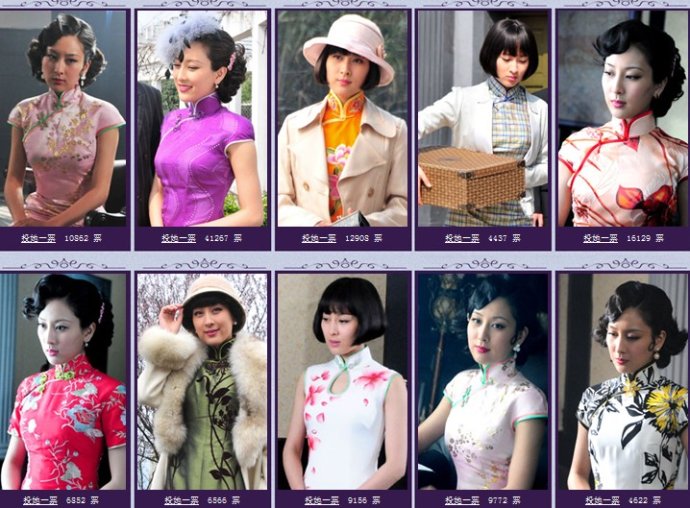 投她一票 10862 票
投她一票 41267 票
投她一票 12908 票
投她一票 4437 票
投她一票 16129 票
投她一票 6852 票
投她一票 6566 票
投她一票 9156 票
投她一票 9772 票
投她一票 4622 票